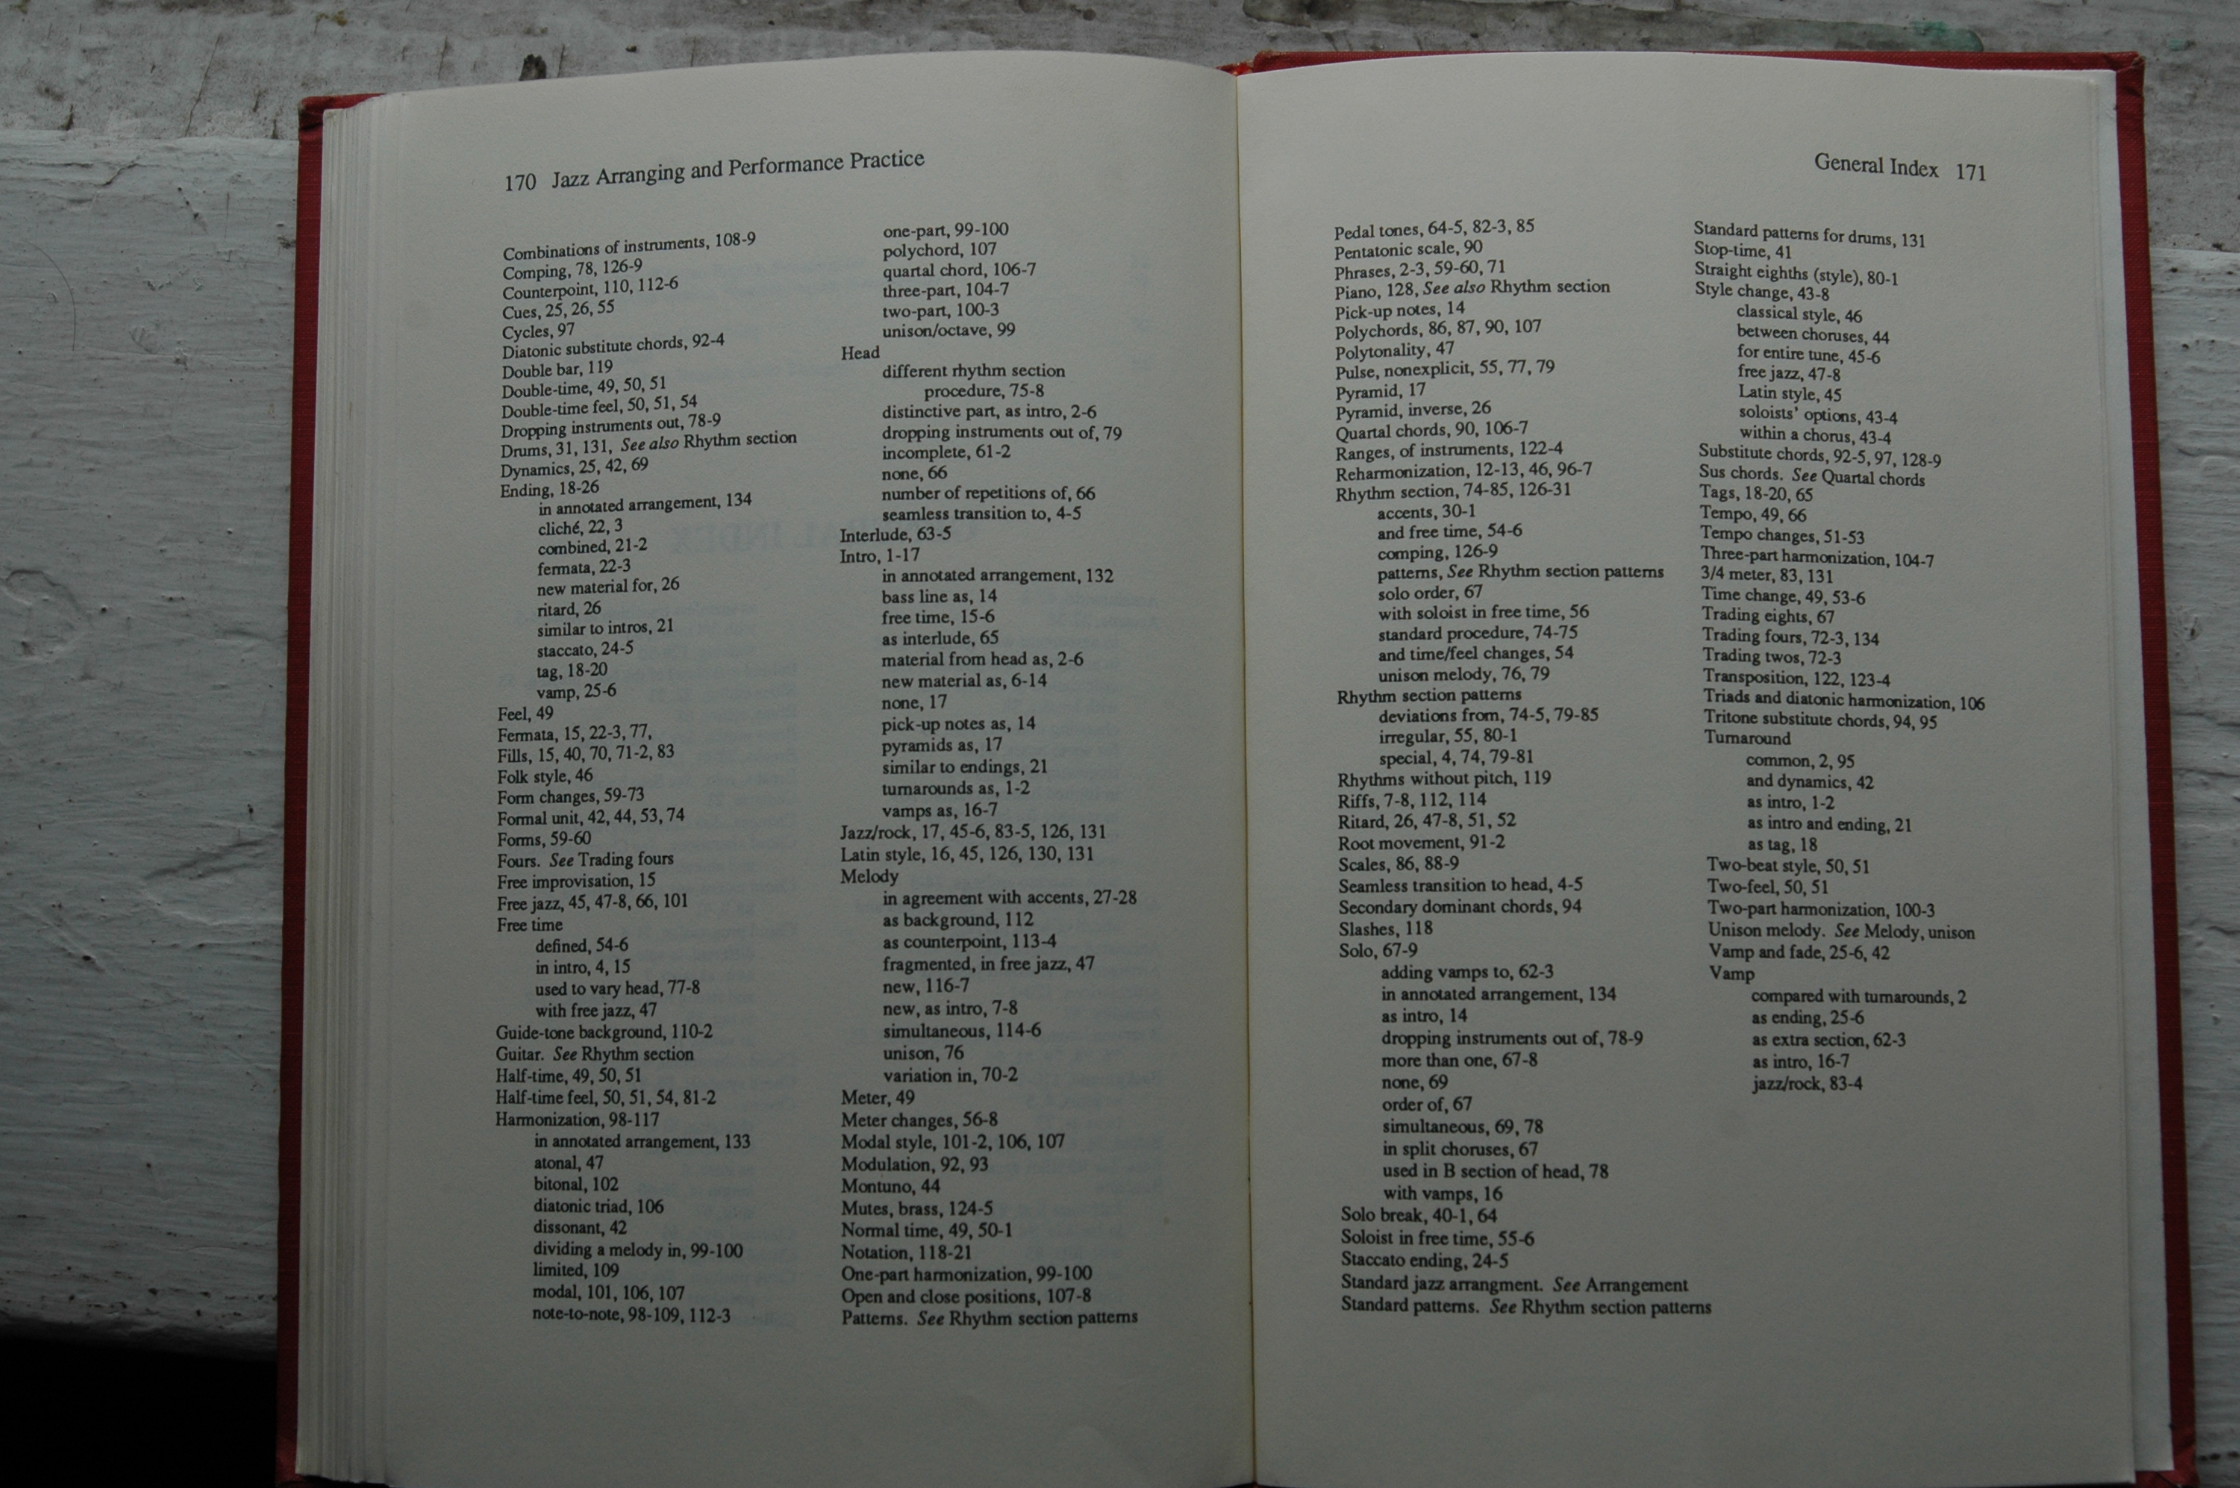 170 Jazz Arranging and Performance Practice
Combinations of instruments, 108-9
Comping, 78, 126-9
Counterpoint, 110, 112-6
Cues, 25, 26, 55
Cycles, 97
Diatonic substitute chords, 92-4
Double bar, 119
Double-time, 49, 50, 51
Double-time feel, 50, 51, 54
Dropping instruments out, 78-9
Drums, 31, 131, See also Rhythm section
Dynamics, 25, 42, 69
Ending, 18-26
in annotated arrangement, 134
cliché, 22, 3
combined, 21-2
fermata, 22-3
new material for, 26
ritard, 26
similar to intros, 21
staccato, 24-5
tag, 18-20
vamp, 25-6
Feel, 49
Fermata, 15, 22-3, 77,
Fills, 15, 40, 70, 71-2, 83
Folk style, 46
Form changes, 59-73
Formal unit, 42, 44, 53, 74
Forms, 59-60
Fours. See Trading fours
Free improvisation, 15
Free jazz, 45, 47-8, 66, 101
Free time
defined, 54-6
in intro, 4, 15
used to vary head, 77-8
with free jazz, 47
Guide-tone background, 110-2
Guitar. See Rhythm section
Half-time, 49, 50, 51
Half-time feel, 50, 51, 54, 81-2
Harmonization, 98-117
in annotated arrangement, 133
atonal, 47
bitonal, 102
diatonic triad, 106
dissonant, 42
dividing a melody in, 99-100
limited, 109
modal, 101, 106, 107
note-to-note, 98-109, 112-3
one-part, 99-100
polychord, 107
quartal chord, 106-7
three-part, 104-7
two-part, 100-3
unison/octave, 99
Head
different rhythm section
procedure, 75-8
distinctive part, as intro, 2-6
dropping instruments out of, 79
incomplete, 61-2
none, 66
number of repetitions of, 66
seamless transition to, 4-5
Interlude, 63-5
Intro, 1-17
in annotated arrangement, 132
bass line as, 14
free time, 15-6
as interlude, 65
material from head as, 2-6
new material as, 6-14
none, 17
pick-up notes as, 14
pyramids as, 17
similar to endings, 21
turnarounds as, 1-2
vamps as, 16-7
Jazz/rock, 17, 45-6, 83-5, 126, 131
Latin style, 16, 45, 126, 130, 131
Melody
in agreement with accents, 27-28
as background, 112
as counterpoint, 113-4
fragmented, in free jazz, 47
new, 116-7
new, as intro, 7-8
simultaneous, 114-6
unison, 76
variation in, 70-2
Meter, 49
Meter changes, 56-8
Modal style, 101-2, 106, 107
Modulation, 92, 93
Montuno, 44
Mutes, brass, 124-5
Normal time, 49, 50-1
Notation, 118-21
One-part harmonization, 99-100
Open and close positions, 107-8
Patterns. See Rhythm section patterns
General Index 171
Pedal tones, 64-5, 82-3, 85
Pentatonic scale, 90
Phrases, 2-3, 59-60, 71
Piano, 128, See also Rhythm section
Pick-up notes, 14
Polychords, 86, 87, 90, 107
Polytonality, 47
Pulse, nonexplicit, 55, 77, 79
Pyramid, 17
Pyramid, inverse, 26
Quartal chords, 90, 106-7
Ranges, of instruments, 122-4
Reharmonization, 12-13, 46, 96-7
Rhythm section, 74-85, 126-31
accents, 30-1
and free time, 54-6
comping, 126-9
patterns, See Rhythm section patterns
solo order, 67
with soloist in free time, 56
standard procedure, 74-75
and time/feel changes, 54
unison melody, 76, 79
Rhythm section patterns
deviations from, 74-5, 79-85
irregular, 55, 80-1
special, 4, 74, 79-81
Rhythms without pitch, 119
Riffs, 7-8, 112, 114
Ritard, 26, 47-8, 51, 52
Root movement, 91-2
Scales, 86, 88-9
Seamless transition to head, 4-5
Secondary dominant chords, 94
Slashes, 118
Solo, 67-9
adding vamps to, 62-3
in annotated arrangement, 134
as intro, 14
dropping instruments out of, 78-9
more than one, 67-8
none, 69
order of, 67
simultaneous, 69, 78
in split choruses, 67
used in B section of head, 78
with vamps, 16
Solo break, 40-1, 64
Soloist in free time, 55-6
Staccato ending, 24-5
Standard jazz arrangment. See Arrangement
Standard patterns. See Rhythm section patterns
Standard patterns for drums, 131
Stop-time, 41
Straight eighths (style), 80-1
Style change, 43-8
classical style, 46
between choruses, 44
for entire tune, 45-6
free jazz, 47-8
Latin style, 45
soloists' options, 43-4
within a chorus, 43-4
Substitute chords, 92-5, 97, 128-9
Sus chords. See Quartal chords
Tags, 18-20, 65
Tempo, 49, 66
Tempo changes, 51-53
Three-part harmonization, 104-7
3/4 meter, 83, 131
Time change, 49, 53-6
Trading eights, 67
Trading fours, 72-3, 134
Trading twos, 72-3
Transposition, 122, 123-4
Triads and diatonic harmonization, 106
Tritone substitute chords, 94, 95
Turnaround
common, 2, 95
and dynamics, 42
as intro, 1-2
as intro and ending, 21
as tag, 18
Two-beat style, 50, 51
Two-feel, 50, 51
Two-part harmonization, 100-3
Unison melody. See Melody, unison
Vamp and fade, 25-6, 42
Vamp
compared with turnarounds, 2
as ending, 25-6
as extra section, 62-3
as intro, 16-7
jazz/rock, 83-4